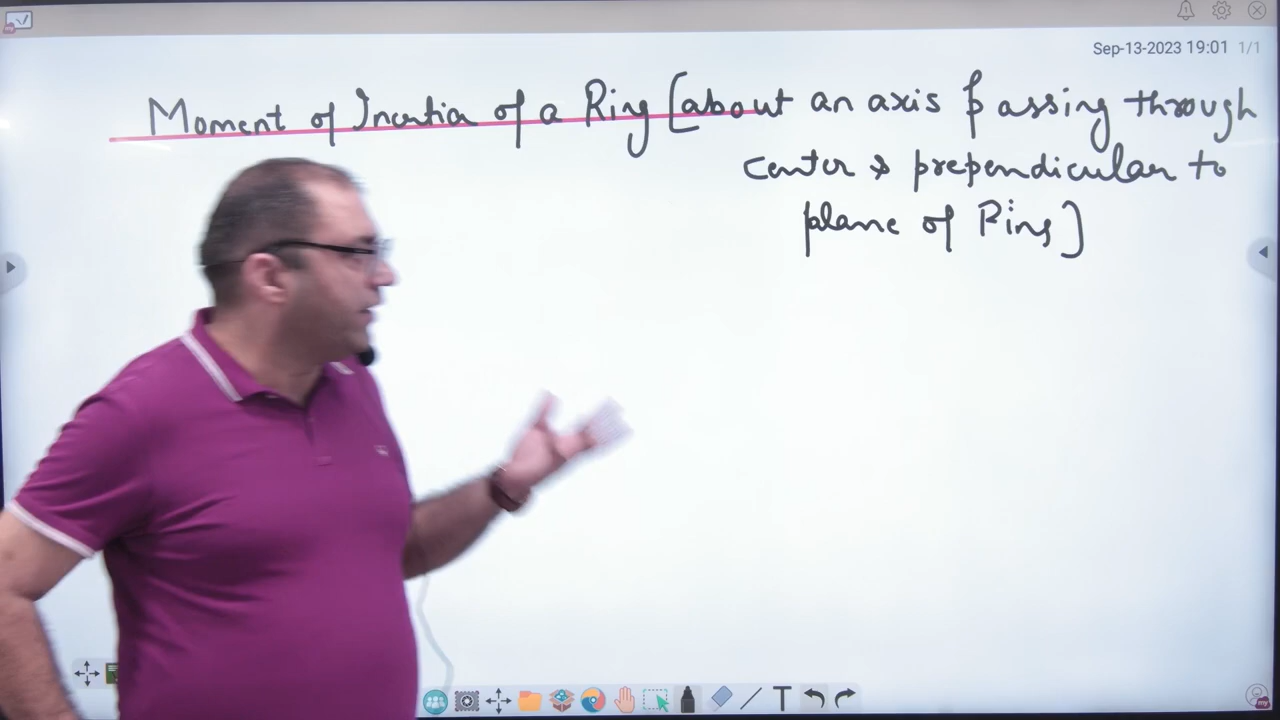 Sep-13-2023 19:01 1/1
Moment of Inertia of a Ring [about an axis passing through
center & prependicular to
plane of Ring]